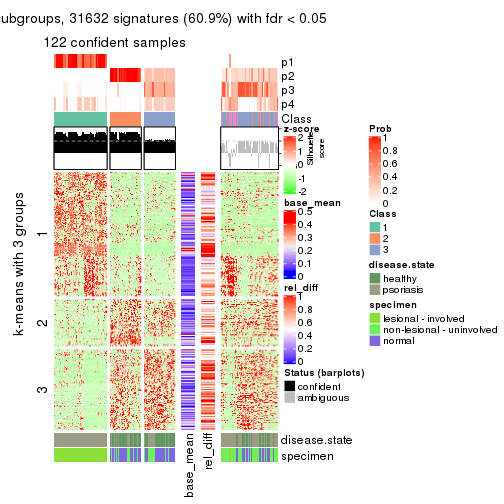 ubgroups, 31632 signatures (60.9%) with fdr < 0.05
122 confident samples
p1
p2
p3
p4
Class
z-score
2
1
0
-1
-2
Silhouette
score
base_mean
0.5
0.4
0.3
0.2
0.1
0
rel_diff
1
0.8
0.6
0.4
0.2
0
Status (barplots)
confident
ambiguous
Prob
1
0.8
0.6
0.4
0.2
0
Class
1
2
3
disease.state
healthy
psoriasis
specimen
lesional - involved
non-lesional - uninvolved
normal
k-means with 3 groups
1
2
3
disease.state
specimen
base_mean
rel_diff